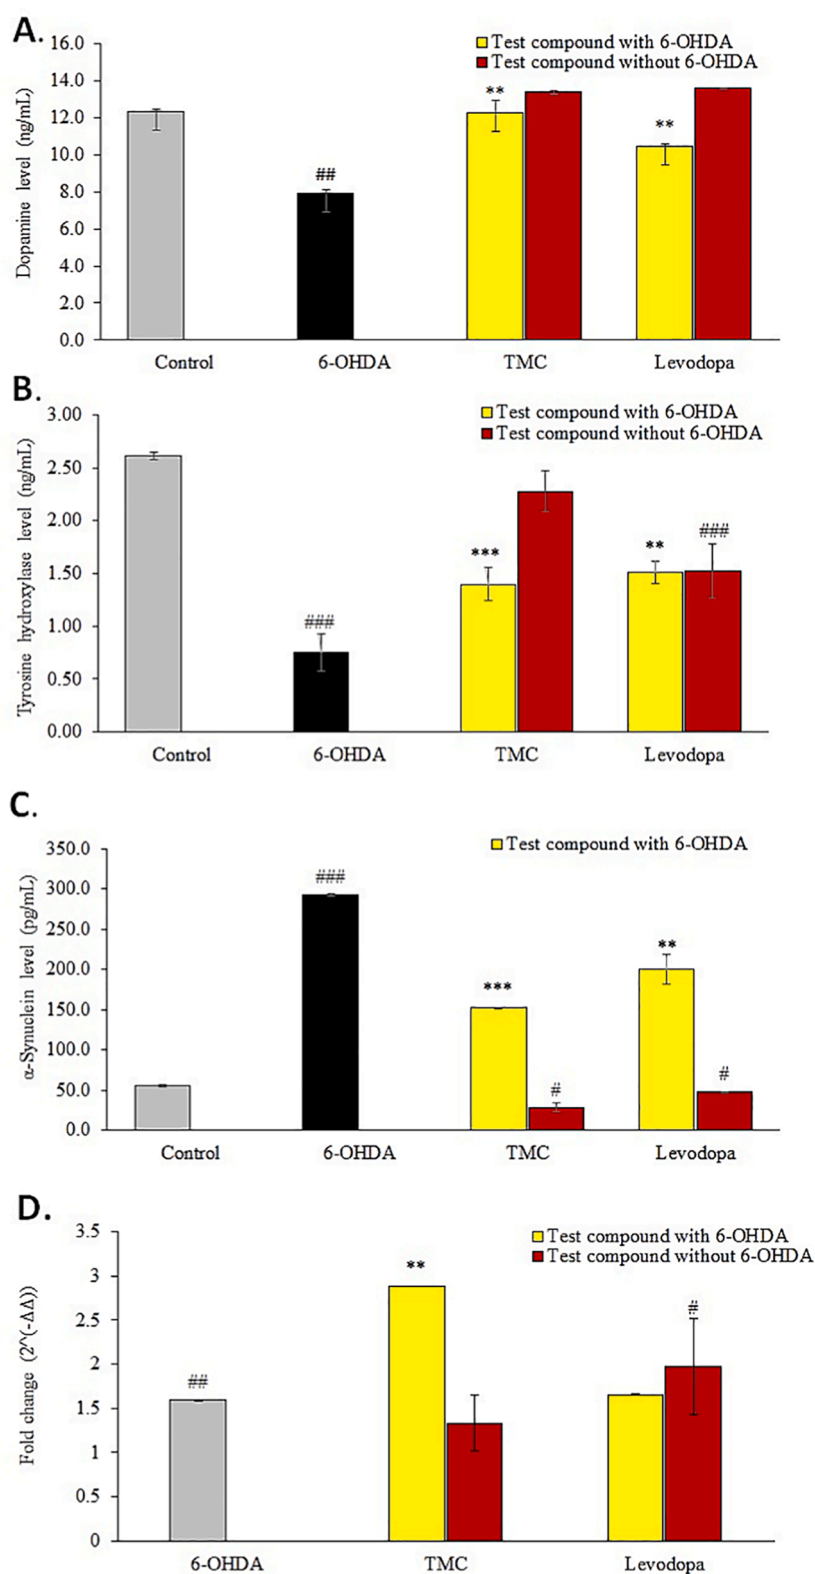 A.
16.0
14.0
12.0
10.0
8.0
6.0
4.0
2.0
0.0
Dopamine level (ng/mL)
Test compound with 6-OHDA
Test compound without 6-OHDA
##
**
**
Control
6-OHDA
TMC
Levodopa
B.
3.00
2.50
2.00
1.50
1.00
0.50
0.00
Tyrosine hydroxylase level (ng/mL)
Test compound with 6-OHDA
Test compound without 6-OHDA
###
***
**
###
Control
6-OHDA
TMC
Levodopa
C.
350.0
300.0
250.0
200.0
150.0
100.0
50.0
0.0
α-Synuclein level (pg/mL)
Test compound with 6-OHDA
###
***
#
**
#
Control
6-OHDA
TMC
Levodopa
D.
3.5
3
2.5
2
1.5
1
0.5
0
Fold change (2^(-ΔΔ))
Test compound with 6-OHDA
Test compound without 6-OHDA
##
**
#
6-OHDA
TMC
Levodopa